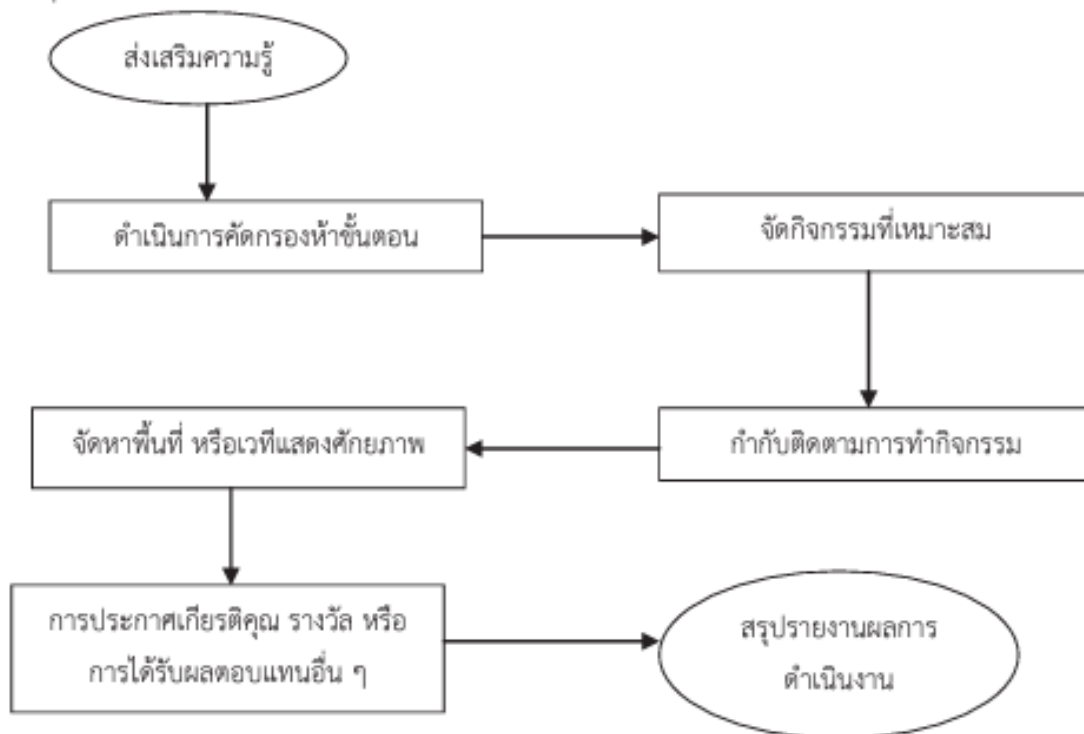 ส่งเสริมความรู้
ดำเนินการคัดกรองห้าขั้นตอน
จัดกิจกรรมที่เหมาะสม
กำกับติดตามการทำกิจกรรม
จัดหาพื้นที่ หรือเวทีแสดงศักยภาพ
การประกาศเกียรติคุณ รางวัล หรือ
การได้รับผลตอบแทนอื่น ๆ
สรุปรายงานผลการ
ดำเนินงาน